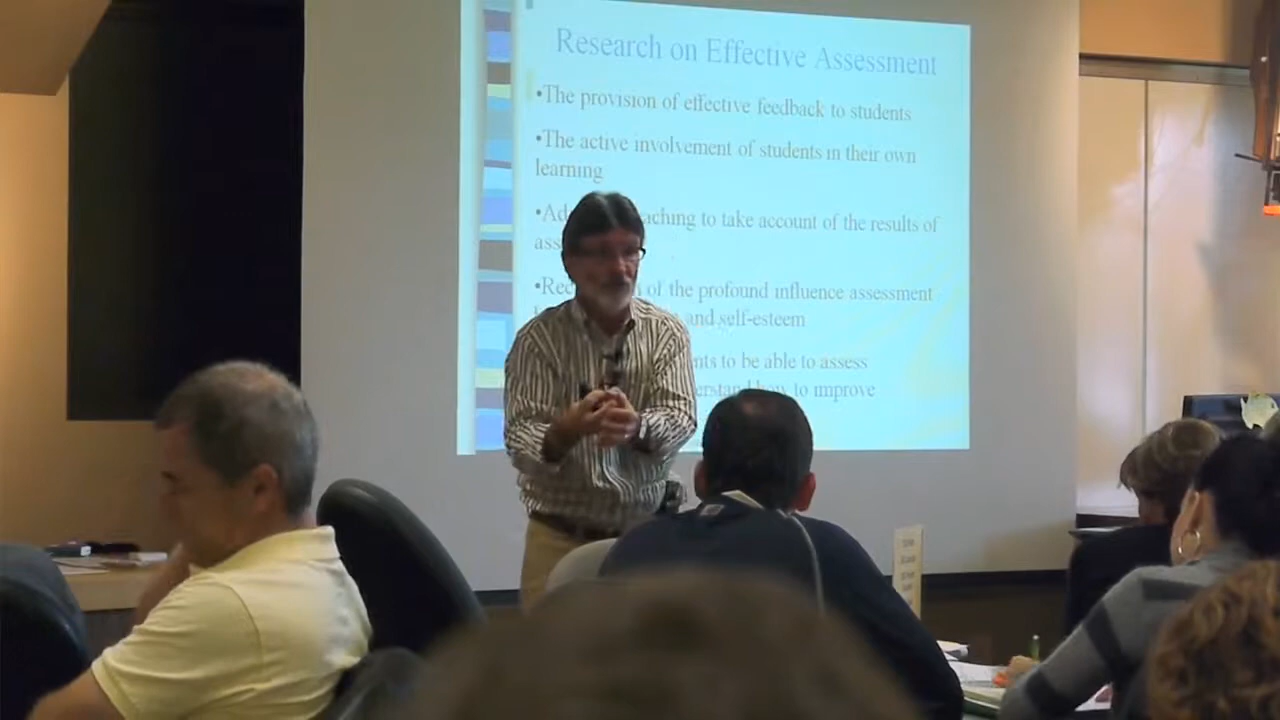 Research on Effective Assessment
•The provision of effective feedback to students
•The active involvement of students in their own
learning
•Ad aching to take account of the results of
ass
•Rec of the profound influence assessment
and self-esteem
nts to be able to assess
erstand how to improve